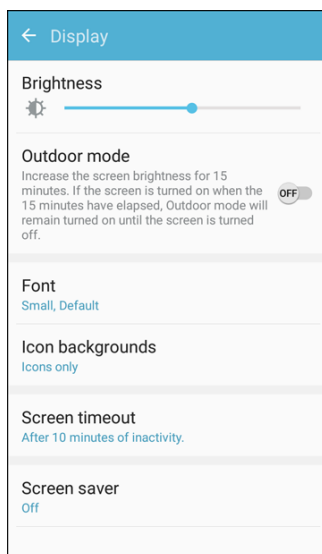 Display
Brightness
Outdoor mode
Increase the screen brightness for 15
minutes. If the screen is turned on when the
15 minutes have elapsed, Outdoor mode will
remain turned on until the screen is turned
off.
OFF
Font
Small, Default
Icon backgrounds
Icons only
Screen timeout
After 10 minutes of inactivity.
Screen saver
Off